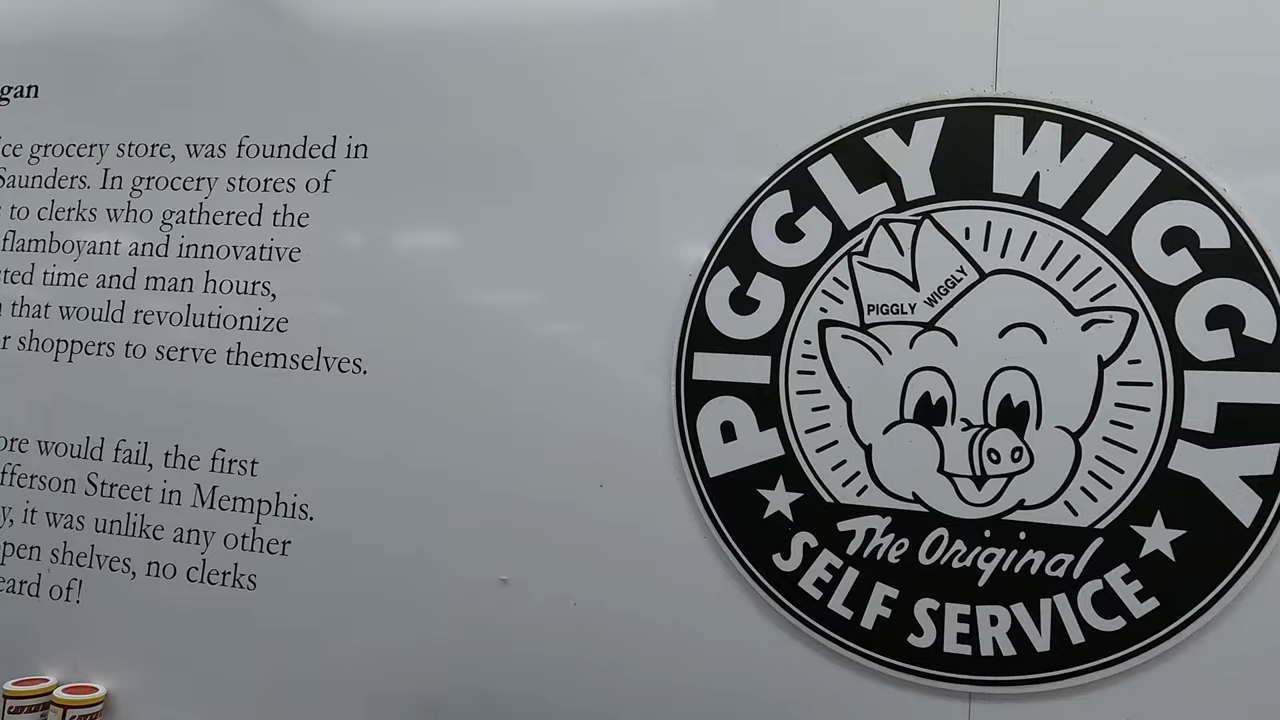 gan
ice grocery store, was founded in
Saunders. In grocery stores of
to clerks who gathered the
flamboyant and innovative
sted time and man hours,
that would revolutionize
shoppers to serve themselves.
ore would fail, the first
fferson Street in Memphis.
y, it was unlike any other
pen shelves, no clerks
eard of!
PIGGLY WIGGLY
PIGGLY WIGGLY
The Original
SELF SERVICE